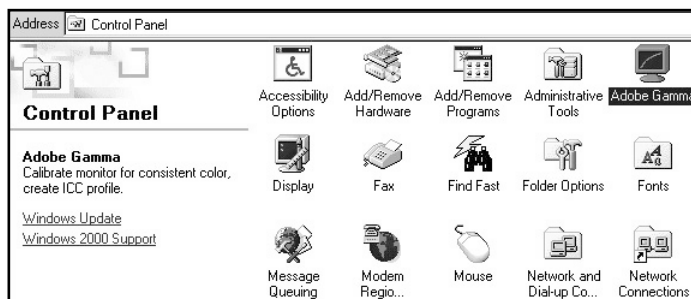 Address Control Panel
Control Panel
Adobe Gamma
Calibrate monitor for consistent color,
create ICC profile.
Windows Update
Windows 2000 Support
Accessibility
Options
Add/Remove
Hardware
Add/Remove
Programs
Administrative
Tools
Adobe Gamma
Display
Fax
Find Fast
Folder Options
Fonts
Message
Queuing
Modem
Regio...
Mouse
Network and
Dial-up Co...
Network
Connections